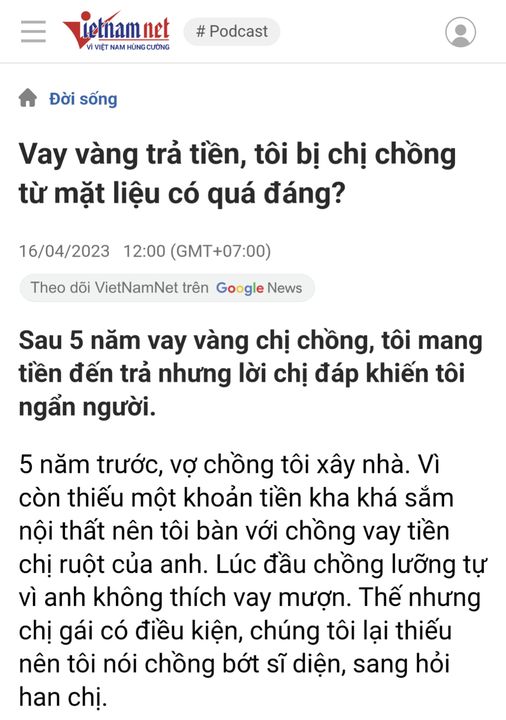 Vietnam net
VÌ VIỆT NAM HÙNG CƯỜNG
# Podcast
Đời sống
Vay vàng trả tiền, tôi bị chị chồng
từ mặt liệu có quá đáng?
16/04/2023 12:00 (GMT+07:00)
Theo dõi VietNamNet trên Google News
Sau 5 năm vay vàng chị chồng, tôi mang
tiền đến trả nhưng lời chị đáp khiến tôi
ngẩn người.
5 năm trước, vợ chồng tôi xây nhà. Vì
còn thiếu một khoản tiền kha khá sắm
nội thất nên tôi bàn với chồng vay tiền
chị ruột của anh. Lúc đầu chồng lưỡng tự
vì anh không thích vay mượn. Thế nhưng
chị gái có điều kiện, chúng tôi lại thiếu
nên tôi nói chồng bớt sĩ diện, sang hỏi
han chị.